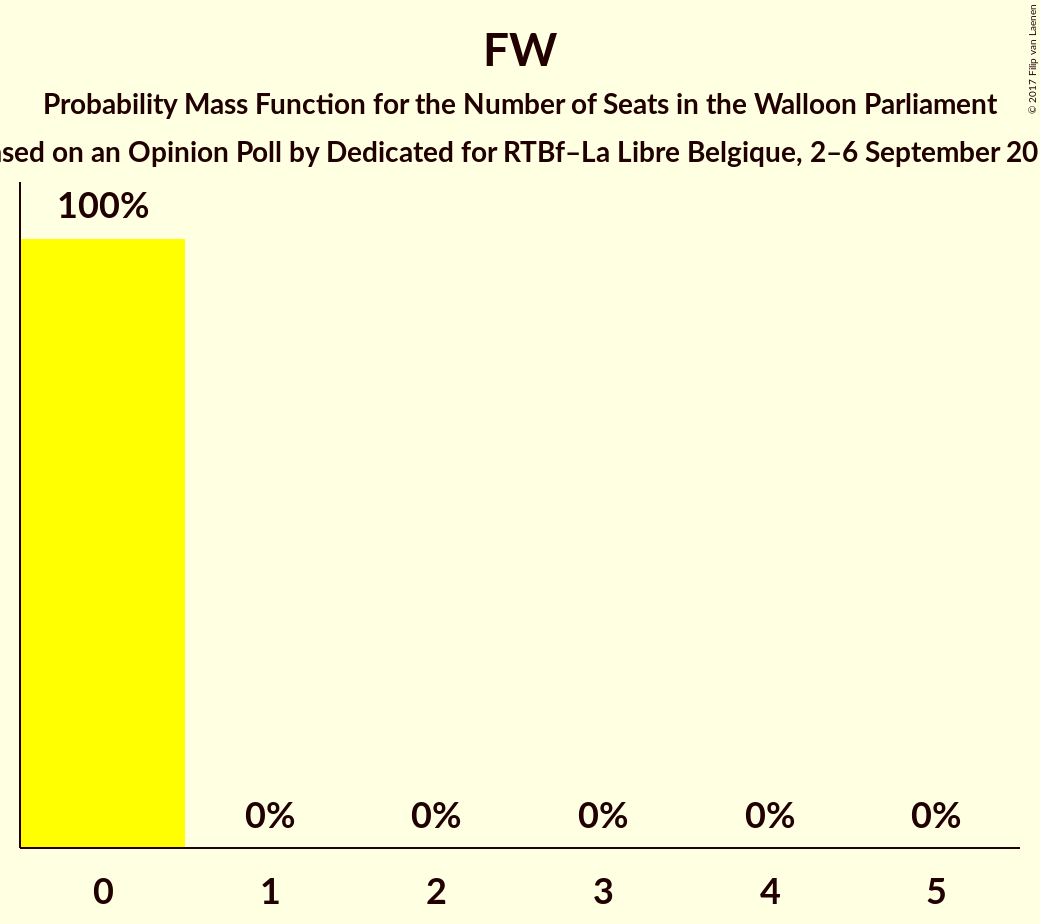 FW
Probability Mass Function for the Number of Seats in the Walloon Parliament
on an Opinion Poll by Dedicated for RTBf–La Libre Belgique, 2–6 September
© 2017 Filip van Laenen
100%
0% 0% 0% 0% 0%
0 1 2 3 4 5